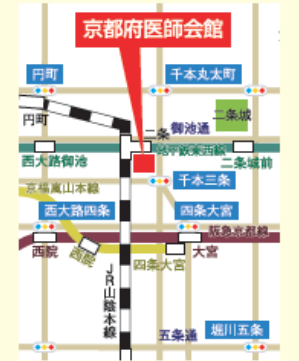 京都府医師会館
円町
千本丸太町
円町
二条城
二条
御池通
地下鉄東西線
西大路御池
二条城前
千本三条
京福嵐山本線
西大路四条
四条大宮
阪急京都線
西院
西院
大宮
四条大宮
JR山陰本線
五条通
堀川五条